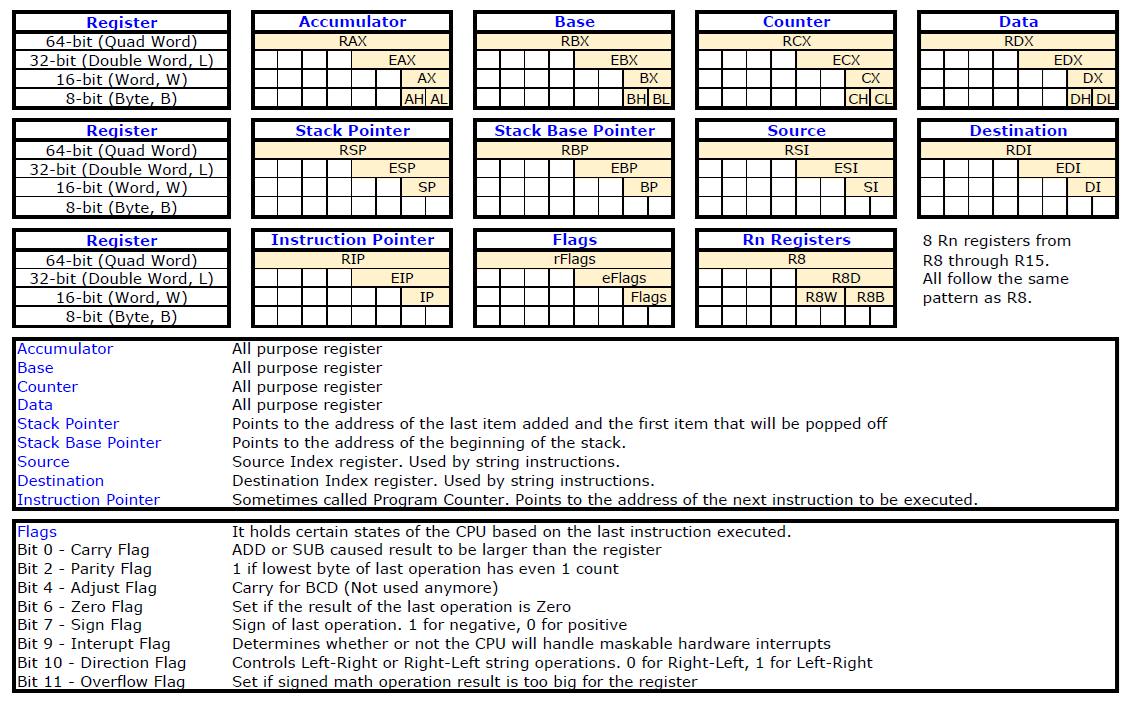 Register Accumulator Base Counter Data
64-bit (Quad Word) RAX RBX RCX RDX
32-bit (Double Word, L) EAX EBX ECX EDX
16-bit (Word, W) AX BX CX DX
8-bit (Byte, B) AH AL BH BL CH CL DH DL
Register Stack Pointer Stack Base Pointer Source Destination
64-bit (Quad Word) RSP RBP RSI RDI
32-bit (Double Word, L) ESP EBP ESI EDI
16-bit (Word, W) SP BP SI DI
8-bit (Byte, B)
Register Instruction Pointer Flags Rn Registers 8 Rn registers from
64-bit (Quad Word) RIP rFlags R8 R8 through R15.
32-bit (Double Word, L) EIP eFlags R8D All follow the same
16-bit (Word, W) IP Flags R8W R8B pattern as R8.
8-bit (Byte, B)
Accumulator All purpose register
Base All purpose register
Counter All purpose register
Data All purpose register
Stack Pointer Points to the address of the last item added and the first item that will be popped off
Stack Base Pointer Points to the address of the beginning of the stack.
Source Source Index register. Used by string instructions.
Destination Destination Index register. Used by string instructions.
Instruction Pointer Sometimes called Program Counter. Points to the address of the next instruction to be executed.
Flags It holds certain states of the CPU based on the last instruction executed.
Bit 0 - Carry Flag ADD or SUB caused result to be larger than the register
Bit 2 - Parity Flag 1 if lowest byte of last operation has even 1 count
Bit 4 - Adjust Flag Carry for BCD (Not used anymore)
Bit 6 - Zero Flag Set if the result of the last operation is Zero
Bit 7 - Sign Flag Sign of last operation. 1 for negative, 0 for positive
Bit 9 - Interupt Flag Determines whether or not the CPU will handle maskable hardware interrupts
Bit 10 - Direction Flag Controls Left-Right or Right-Left string operations. 0 for Right-Left, 1 for Left-Right
Bit 11 - Overflow Flag Set if signed math operation result is too big for the register